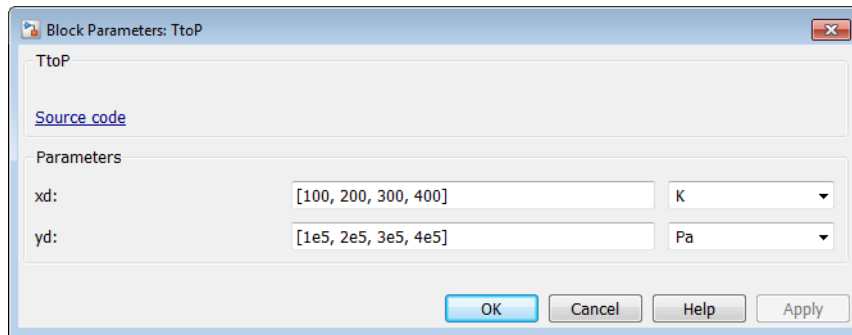 Block Parameters: TtoP
TtoP
Source code
Parameters
xd: [100, 200, 300, 400] K
yd: [1e5, 2e5, 3e5, 4e5] Pa
OK Cancel Help Apply